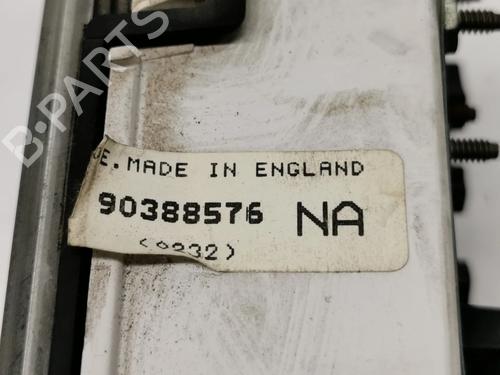 B-PARTS
E. MADE IN ENGLAND
90388576 NA